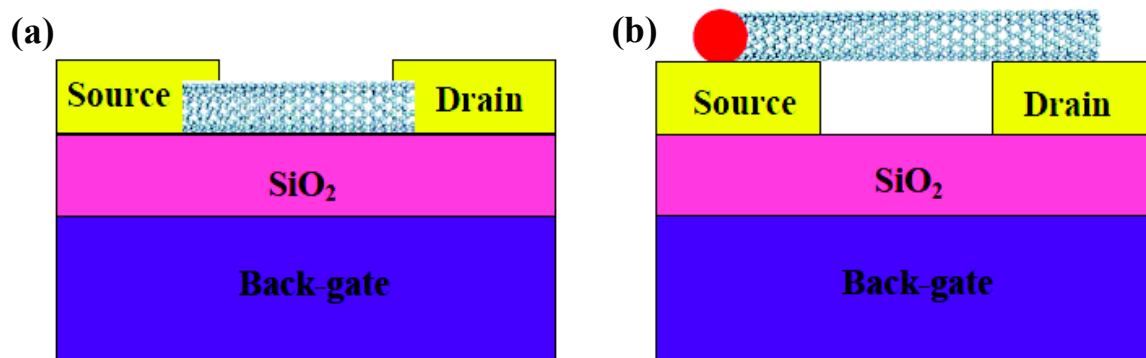 (a)
Source
Drain
SiO₂
Back-gate
(b)
Source
Drain
SiO₂
Back-gate